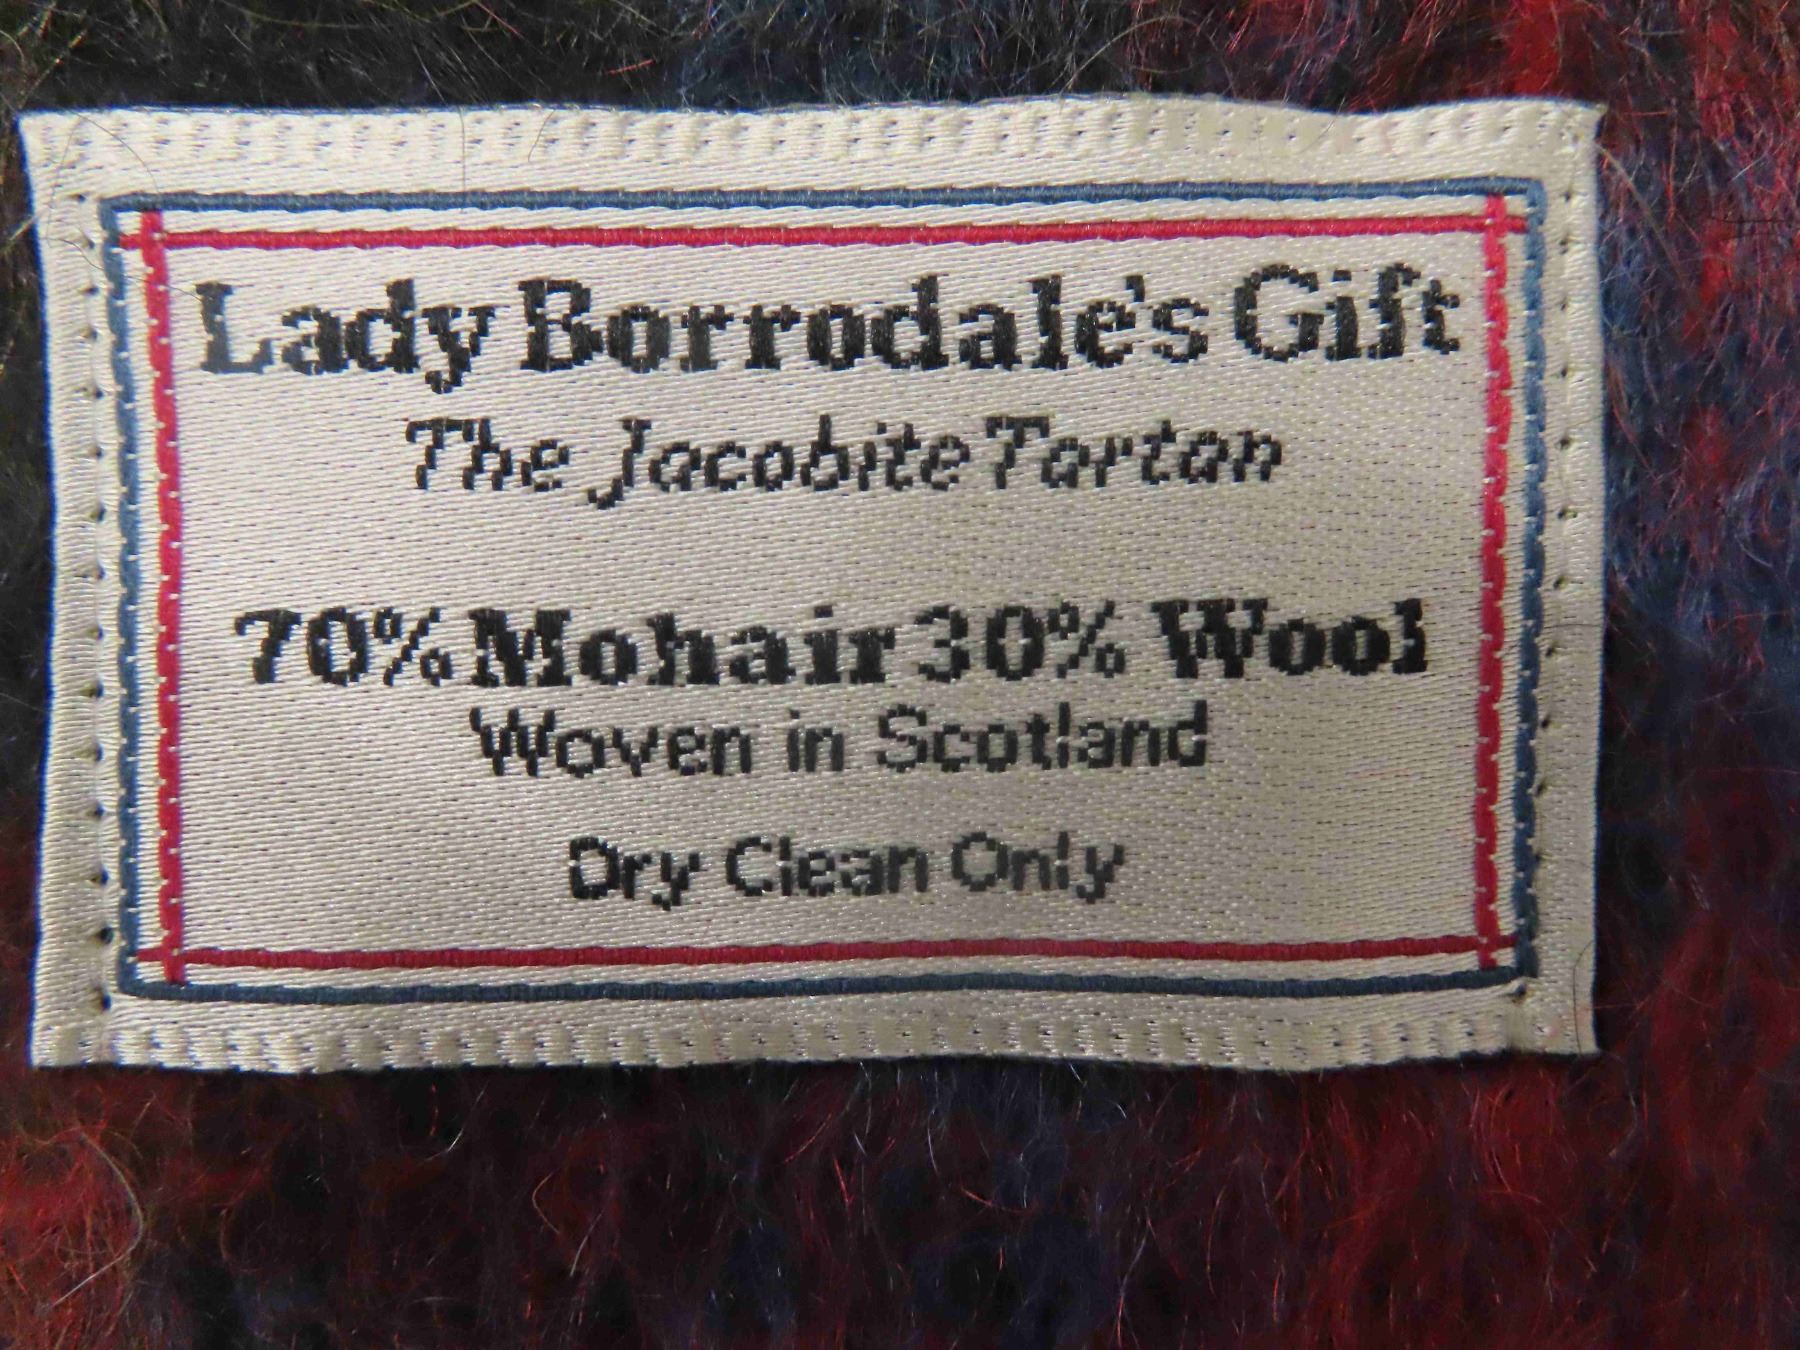 Lady Borrodale's Gift
The Jacobite Tartan
70% Mohair 30% Wool
Woven in Scotland
Dry Clean Only